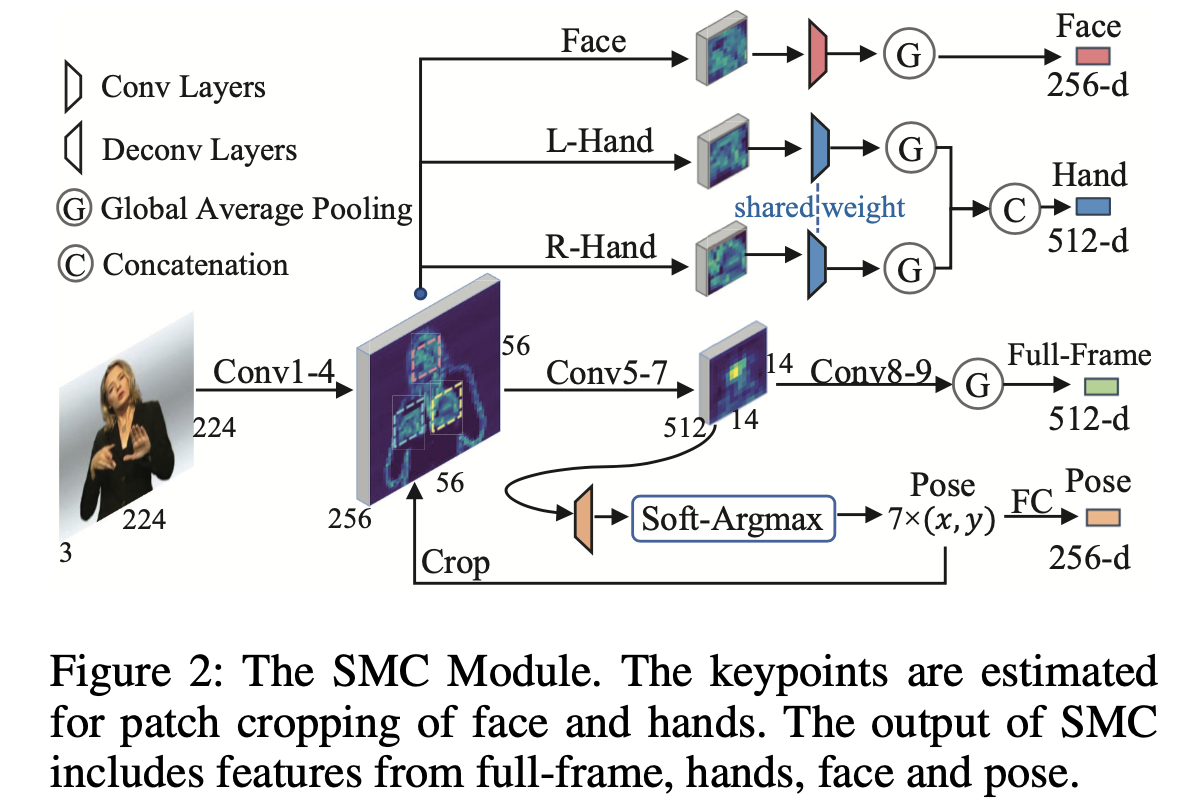 Conv Layers
Deconv Layers
G Global Average Pooling
C Concatenation
Face
G
Face
256-d
L-Hand
G
shared weight
R-Hand
G
C
Hand
512-d
3
224
224
Conv1-4
256
56
56
Conv5-7
512
14
14
Conv8-9
G
Full-Frame
512-d
Soft-Argmax
Pose
7×(x, y)
FC
Pose
256-d
Crop
Figure 2: The SMC Module. The keypoints are estimated
for patch cropping of face and hands. The output of SMC
includes features from full-frame, hands, face and pose.